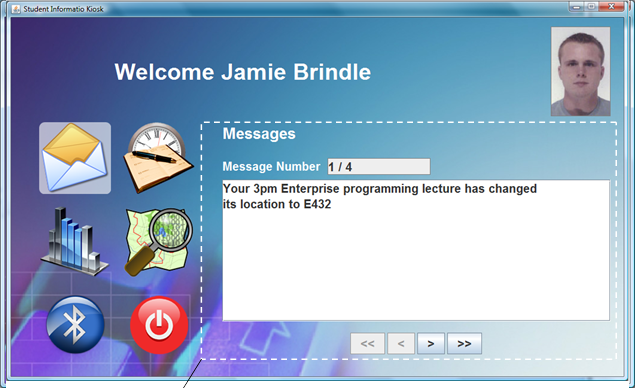 Student Informatio Kiosk
Welcome Jamie Brindle
Messages
Message Number 1 / 4
Your 3pm Enterprise programming lecture has changed
its location to E432
<< < > >>